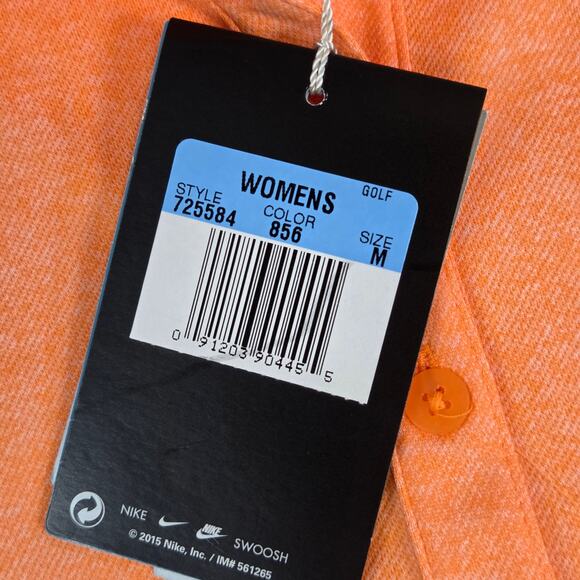 WOMENS
GOLF
STYLE
725584
COLOR
856
SIZE
M
0 91203 90445 5
NIKE
NIKE
SWOOSH
© 2015 Nike, Inc. / IM# 561265